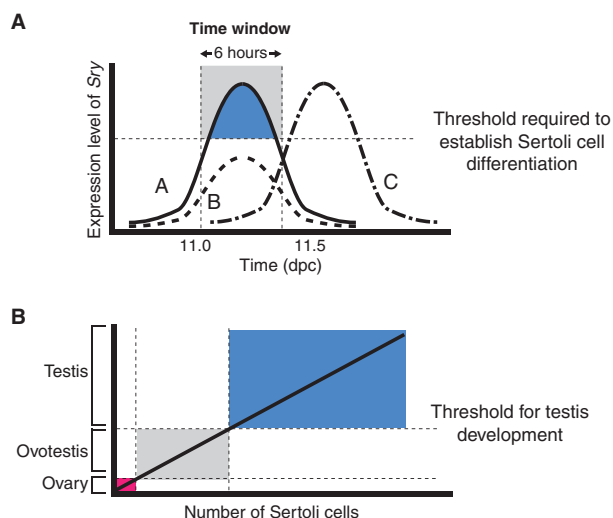 A
Time window
6 hours
Expression level of Sry
A
B
C
Threshold required to
establish Sertoli cell
differentiation
11.0
11.5
Time (dpc)
B
Testis
Ovotestis
Ovary
Threshold for testis
development
Number of Sertoli cells